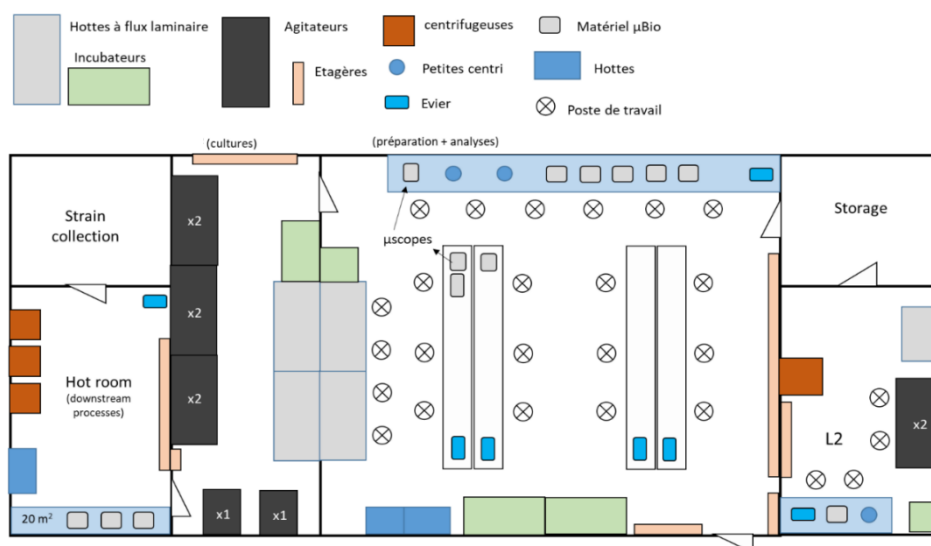 Hottes à flux laminaire
Agitateurs
centrifugeuses
Matériel µBio
Incubateurs
Etagères
Petites centri
Hottes
Evier
Poste de travail
(cultures)
(préparation + analyses)
Strain
collection
x2
µscopes
Storage
x2
Hot room
(downstream
processes)
x2
L2
x2
20 m²
x1
x1